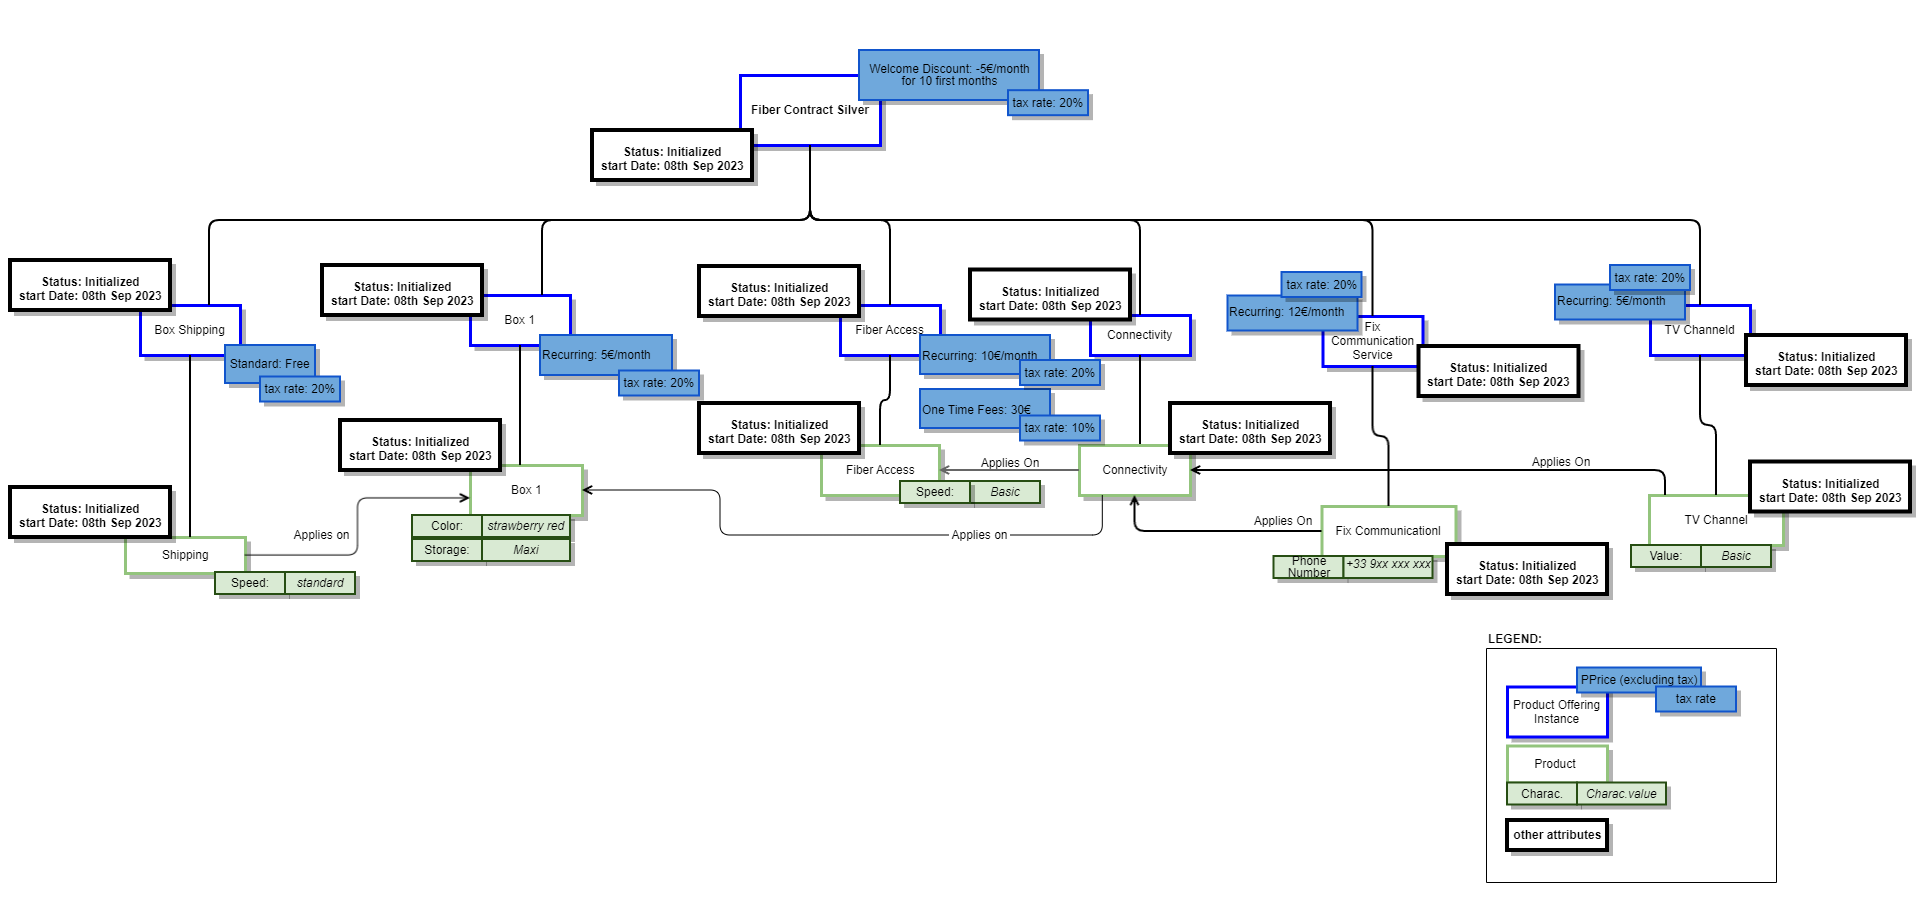 Welcome Discount: -5€/month
for 10 first months
tax rate: 20%
Fiber Contract Silver
Status: Initialized
start Date: 08th Sep 2023
Status: Initialized
start Date: 08th Sep 2023
Box Shipping
Standard: Free
tax rate: 20%
Status: Initialized
start Date: 08th Sep 2023
Box 1
Recurring: 5€/month
tax rate: 20%
Status: Initialized
start Date: 08th Sep 2023
Fiber Access
Recurring: 10€/month
tax rate: 20%
One Time Fees: 30€
tax rate: 10%
Status: Initialized
start Date: 08th Sep 2023
Connectivity
tax rate: 20%
Recurring: 12€/month
Fix
Communication
Service
Status: Initialized
start Date: 08th Sep 2023
tax rate: 20%
Recurring: 5€/month
TV Channeld
Status: Initialized
start Date: 08th Sep 2023
Status: Initialized
start Date: 08th Sep 2023
Shipping
Speed:
standard
Applies on
Status: Initialized
start Date: 08th Sep 2023
Box 1
Color:
strawberry red
Storage:
Maxi
Applies on
Status: Initialized
start Date: 08th Sep 2023
Fiber Access
Speed:
Basic
Applies On
Status: Initialized
start Date: 08th Sep 2023
Connectivity
Applies On
Applies On
Fix Communicationl
Phone
Number
+33 9xx xxx xxx
Status: Initialized
start Date: 08th Sep 2023
Status: Initialized
start Date: 08th Sep 2023
TV Channel
Value:
Basic
LEGEND:
PPrice (excluding tax)
tax rate
Product Offering
Instance
Product
Charac.
Charac.value
other attributes